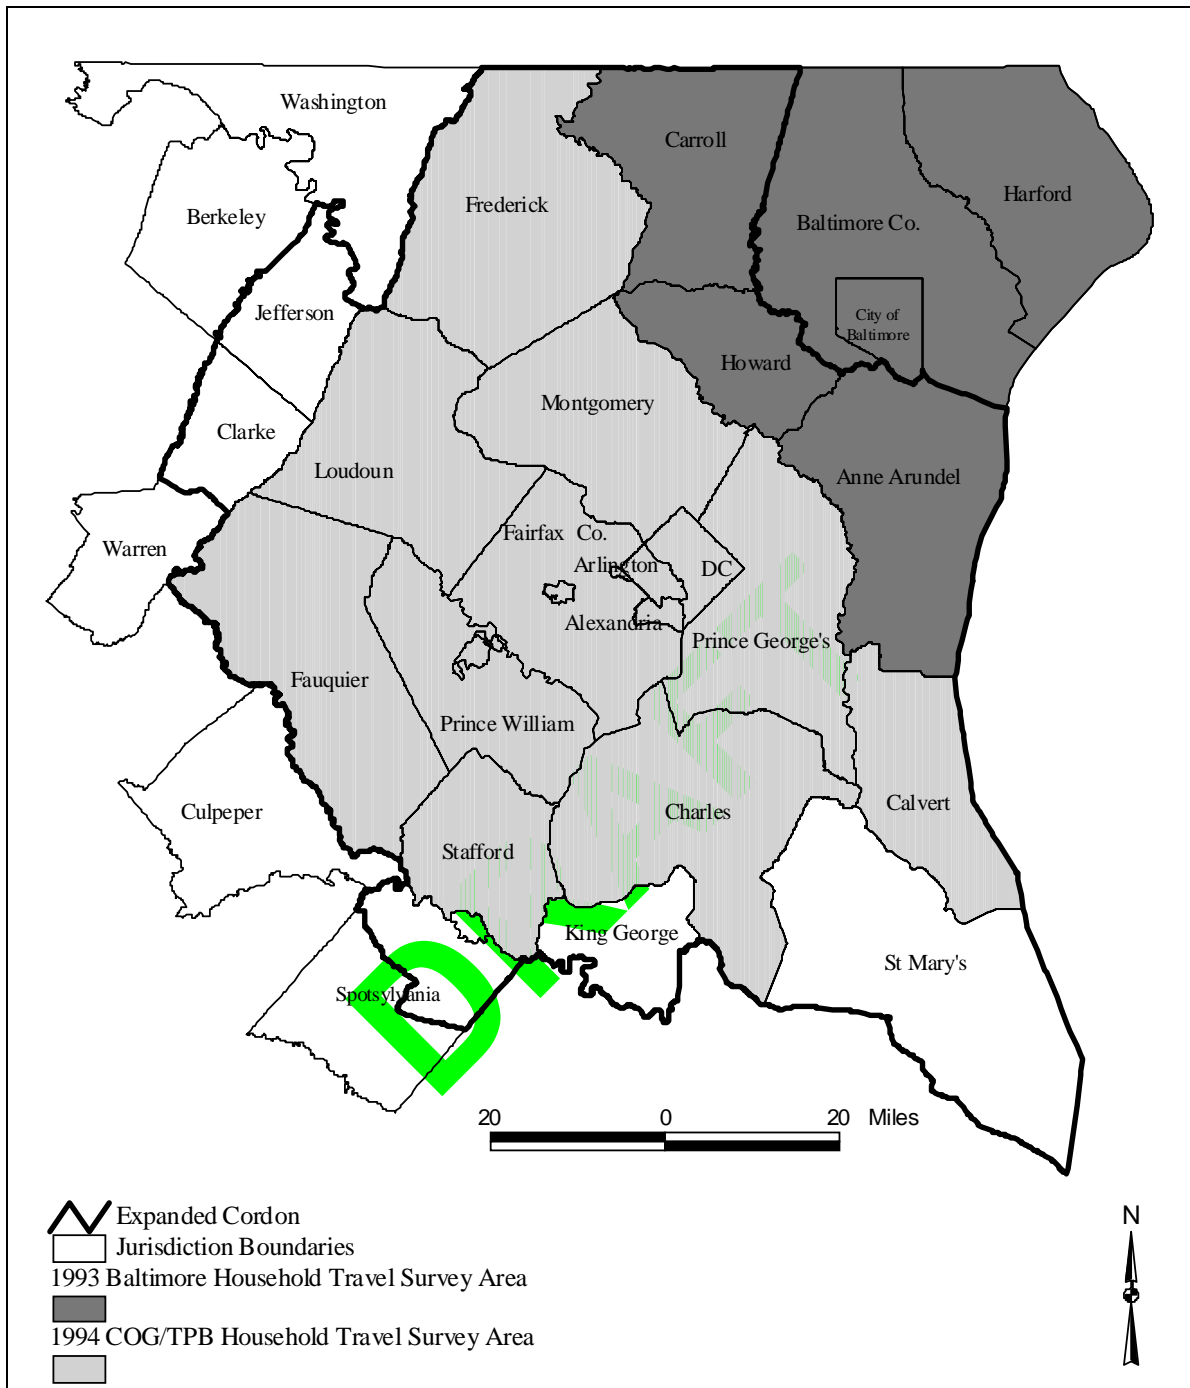 Washington
Carroll
Harford
Frederick
Berkeley
Baltimore Co.
Jefferson
City of
Baltimore
Howard
Montgomery
Clarke
Loudoun
Anne Arundel
Fairfax Co.
Warren
Arlington
DC
Alexandria
Prince George's
Fauquier
Prince William
Culpeper
Charles
Calvert
Stafford
King George
St Mary's
Spotsylvania
20 0 20 Miles
Expanded Cordon
Jurisdiction Boundaries
1993 Baltimore Household Travel Survey Area
1994 COG/TPB Household Travel Survey Area
N